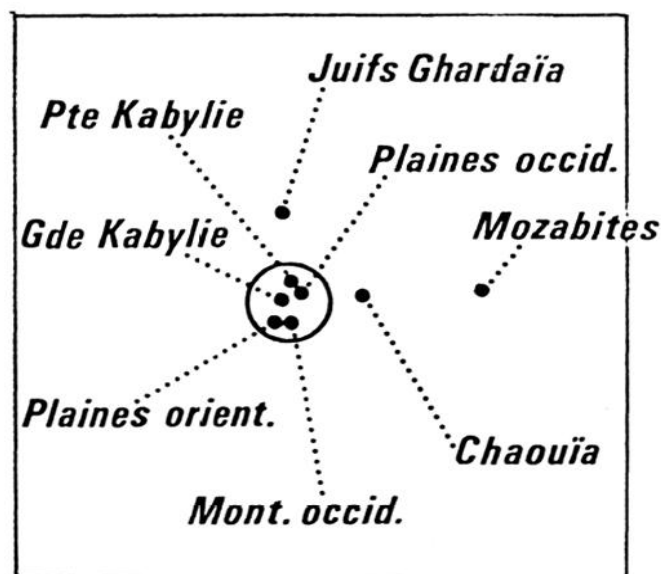 Juifs Ghardaïa
Pte Kabylie
Plaines occid.
Gde Kabylie
Mozabites
Plaines orient.
Chaouïa
Mont. occid.